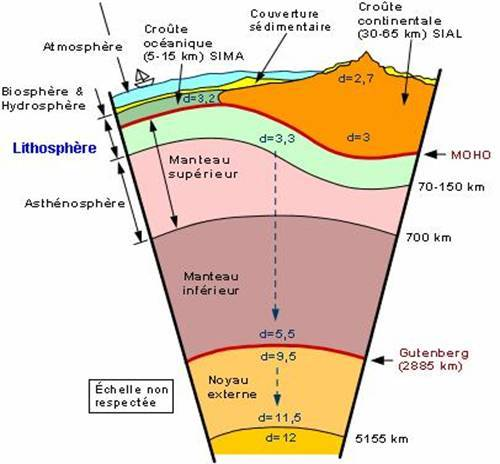 Atmosphère
Croûte
océanique
(5-15 km) SIMA
Couverture
sédimentaire
Croûte
continentale
(30-65 km) SIAL
Biosphère &
Hydrosphère
d=3,2
d=2,7
Lithosphère
d=3,3
d=3
MOHO
Manteau
supérieur
70-150 km
Asthénosphère
700 km
Manteau
inférieur
d=5,5
d=9,5
Gutenberg
(2885 km)
Échelle non
respectée
Noyau
externe
d=11,5
d=12
5155 km